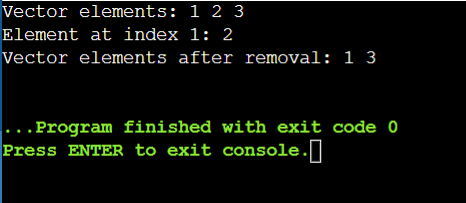 Vector elements: 1 2 3
Element at index 1: 2
Vector elements after removal: 1 3
...Program finished with exit code 0
Press ENTER to exit console.